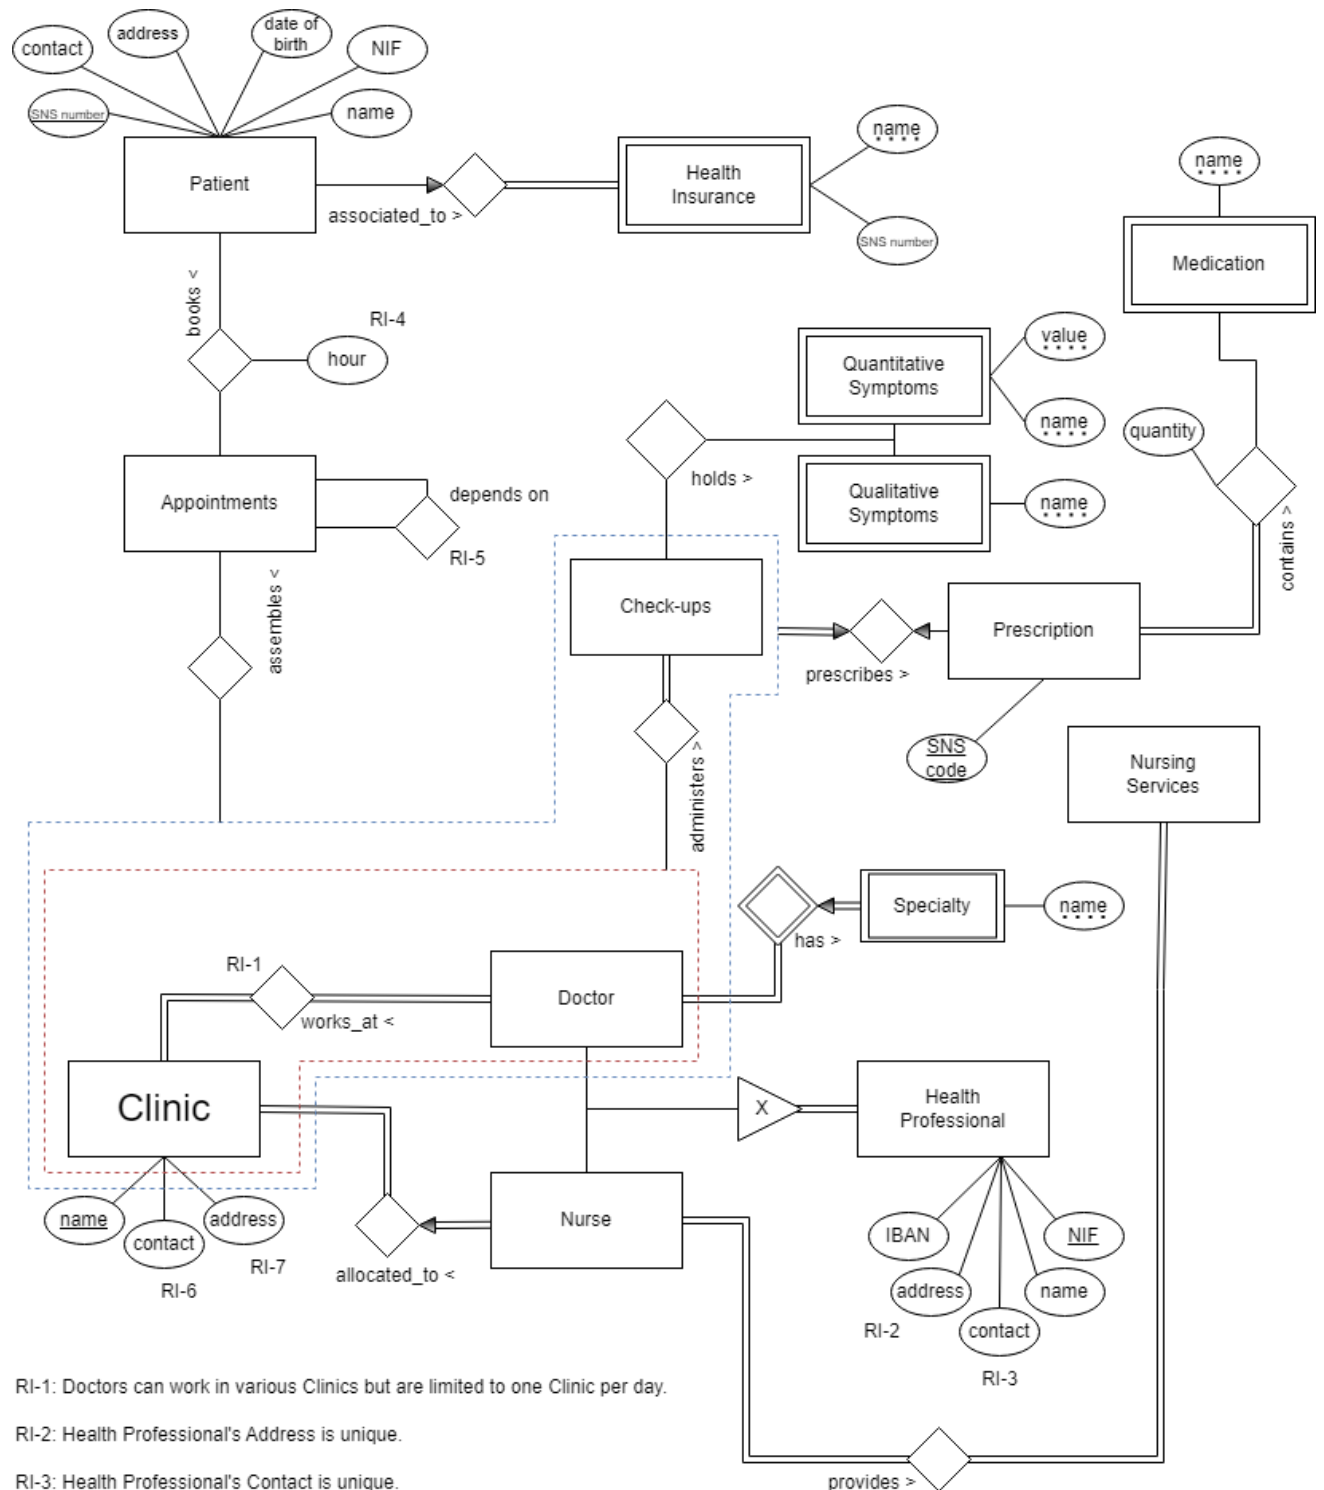 date of
birth
contact
address
NIF
SNS number
name
Patient
associated_to >
Health
Insurance
name
SNS number
name
Medication
books <
RI-4
hour
Quantitative
Symptoms
value
name
quantity
Appointments
depends on
RI-5
holds >
Qualitative
Symptoms
name
contains >
assembles <
Check-ups
prescribes >
Prescription
SNS
code
administers >
Nursing
Services
has >
Specialty
name
RI-1
works_at <
Doctor
Clinic
X
Health
Professional
name
contact
address
RI-6
RI-7
allocated_to <
Nurse
IBAN
NIF
address
name
contact
RI-2
RI-3
RI-1: Doctors can work in various Clinics but are limited to one Clinic per day.
RI-2: Health Professional's Address is unique.
RI-3: Health Professional's Contact is unique.
provides >